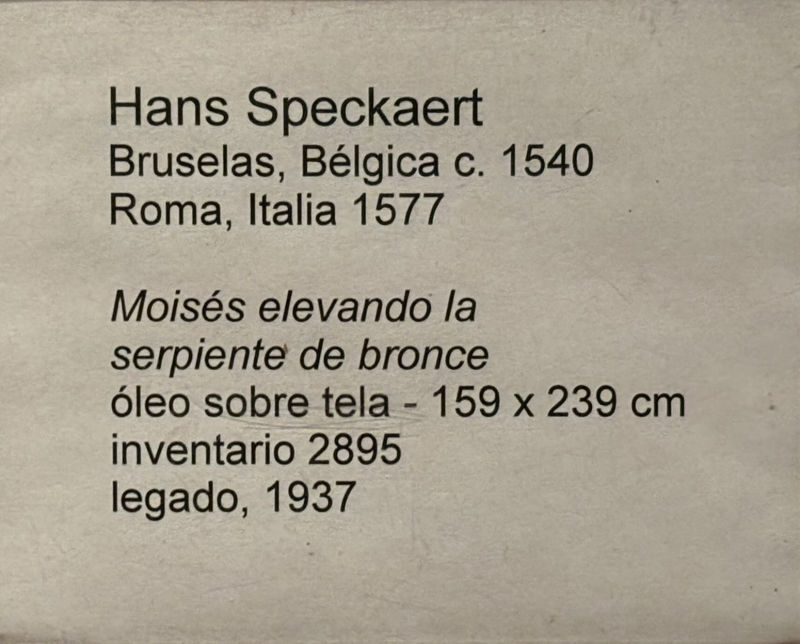 Hans Speckaert
Bruselas, Bélgica c. 1540
Roma, Italia 1577
Moisés elevando la
serpiente de bronce
óleo sobre tela - 159 x 239 cm
inventario 2895
legado, 1937